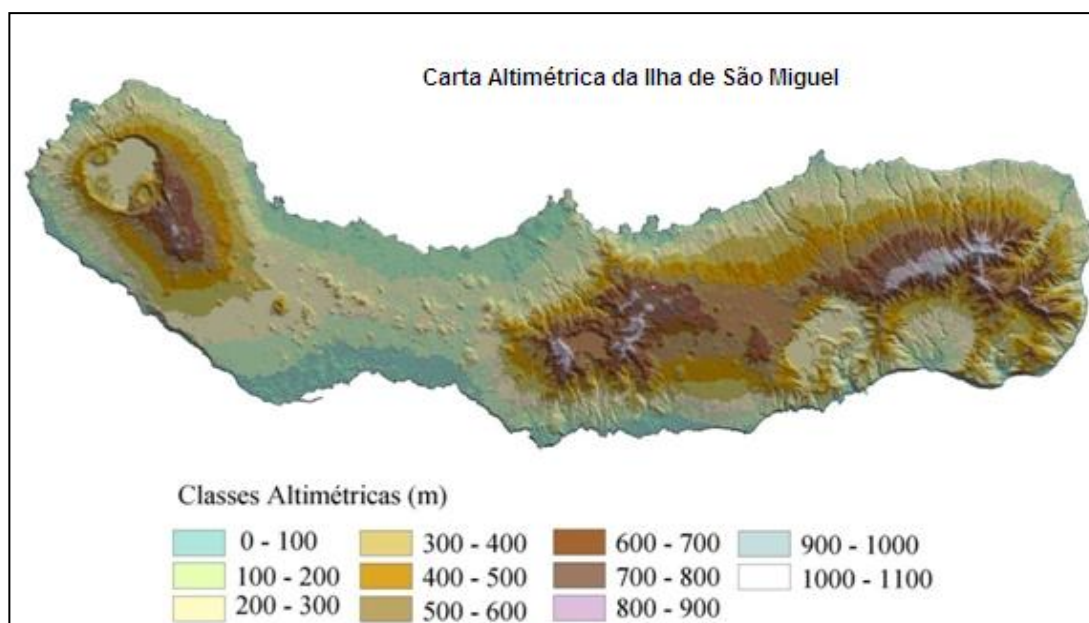 Carta Altimétrica da Ilha de São Miguel
Classes Altimétricas (m)
0 - 100
100 - 200
200 - 300
300 - 400
400 - 500
500 - 600
600 - 700
700 - 800
800 - 900
900 - 1000
1000 - 1100